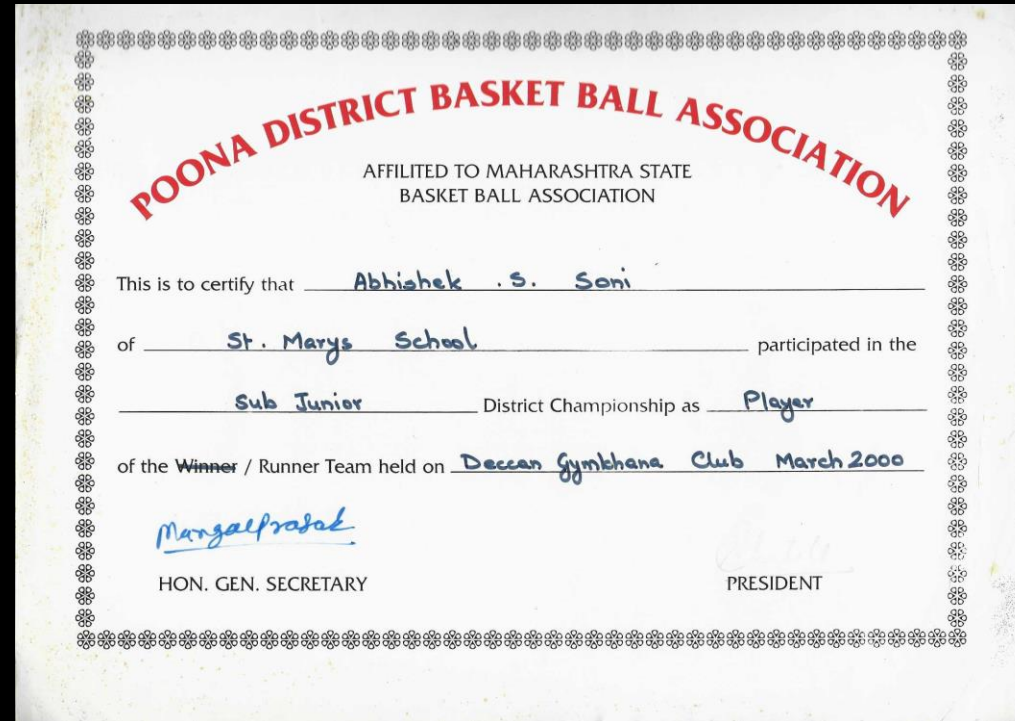 POONA DISTRICT BASKET BALL ASSOCIATION
AFFILITED TO MAHARASHTRA STATE
BASKET BALL ASSOCIATION
This is to certify that Abhishek . S. Soni
of St. Marys School participated in the
Sub Junior District Championship as Player
of the Winner / Runner Team held on Deccan Gymkhana Club March 2000
HON. GEN. SECRETARY PRESIDENT